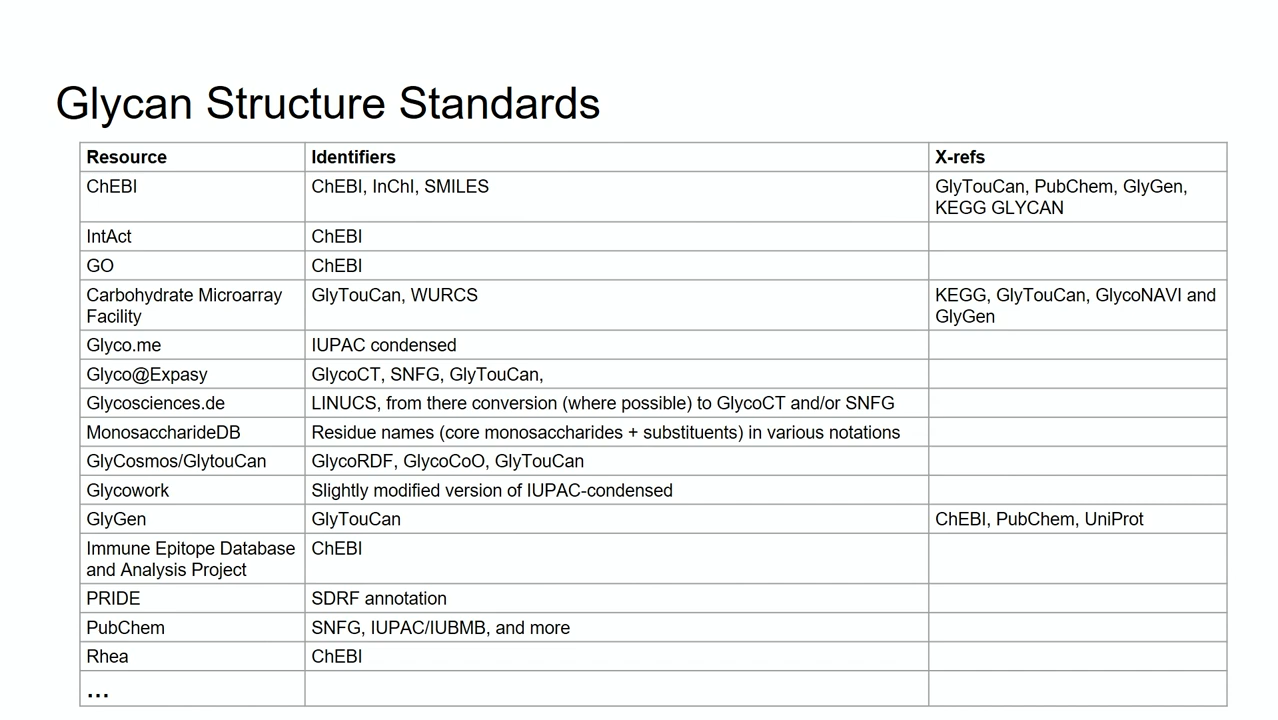 Glycan Structure Standards
Resource Identifiers X-refs
ChEBI ChEBI, InChI, SMILES GlyTouCan, PubChem, GlyGen,
KEGG GLYCAN
IntAct ChEBI
GO ChEBI
Carbohydrate Microarray GlyTouCan, WURCS KEGG, GlyTouCan, GlycoNAVI and
Facility GlyGen
Glyco.me IUPAC condensed
Glyco@Expasy GlycoCT, SNFG, GlyTouCan,
Glycosciences.de LINUCS, from there conversion (where possible) to GlycoCT and/or SNFG
MonosaccharideDB Residue names (core monosaccharides + substituents) in various notations
GlyCosmos/GlytouCan GlycoRDF, GlycoCoO, GlyTouCan
Glycowork Slightly modified version of IUPAC-condensed
GlyGen GlyTouCan ChEBI, PubChem, UniProt
Immune Epitope Database ChEBI
and Analysis Project
PRIDE SDRF annotation
PubChem SNFG, IUPAC/IUBMB, and more
Rhea ChEBI
...